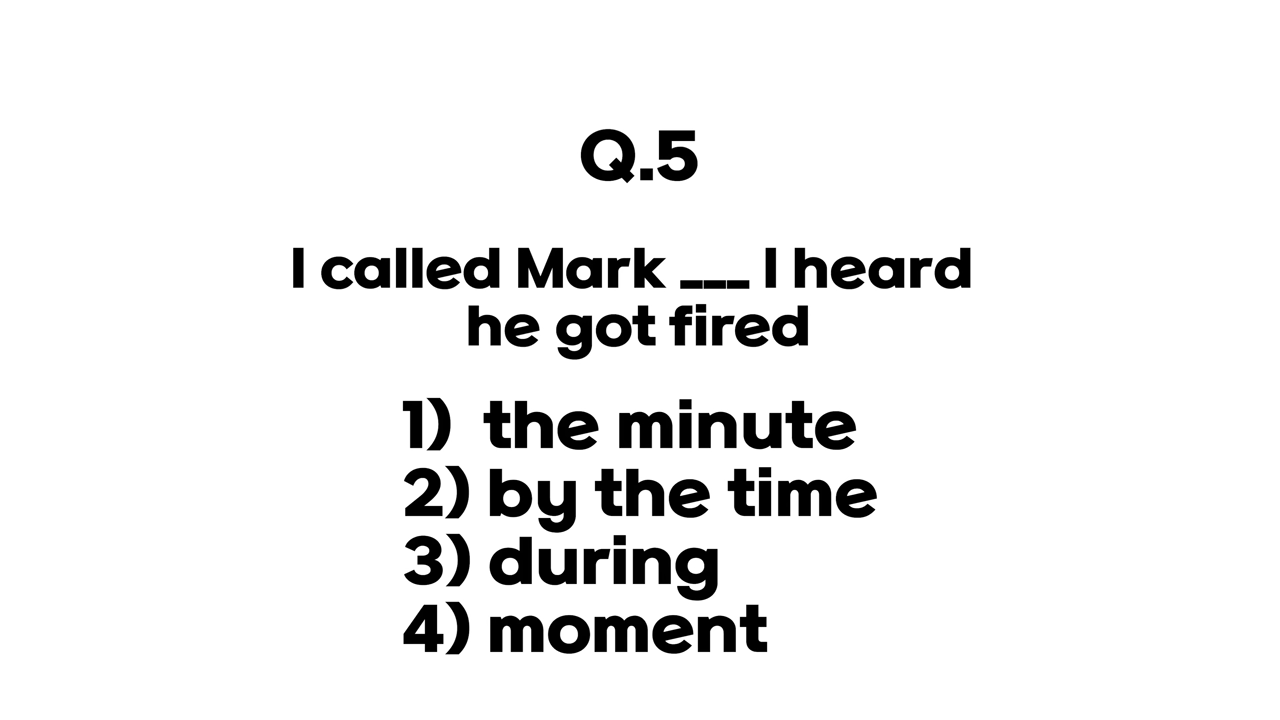 Q.5
I called Mark ___ I heard
he got fired
1) the minute
2) by the time
3) during
4) moment